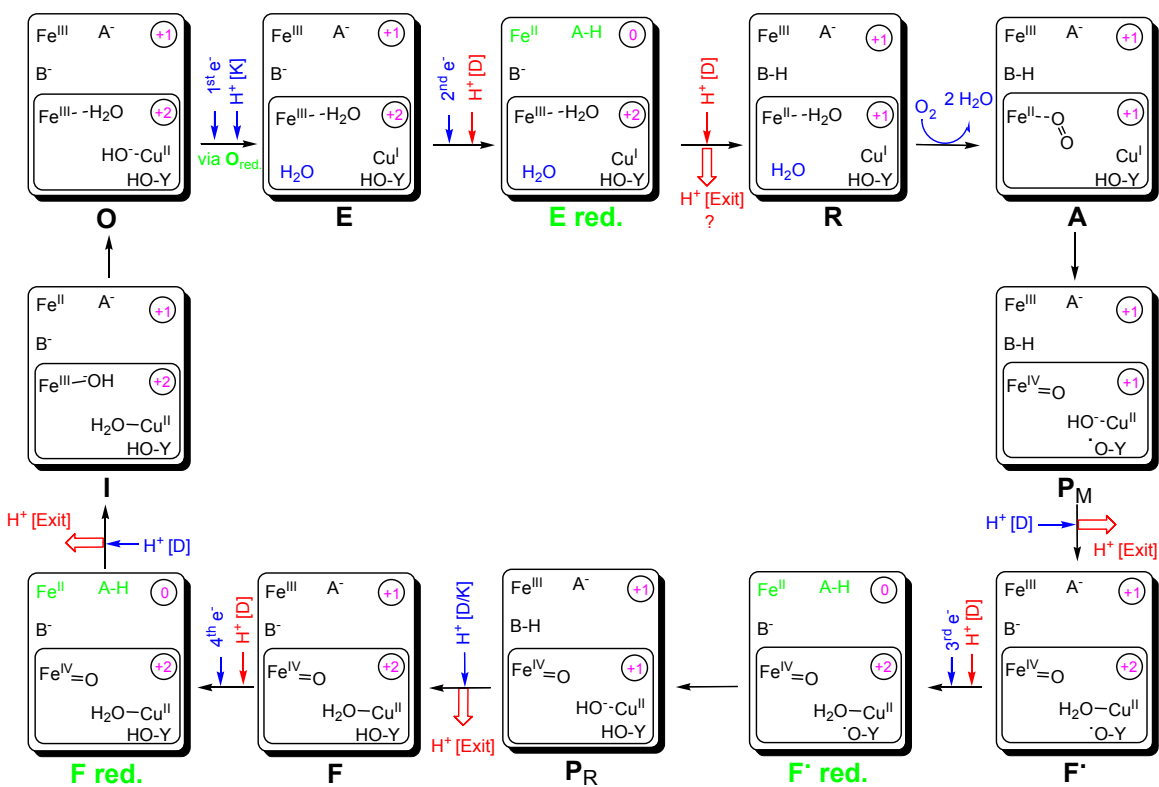 Fe^III A^- +1
B^-
Fe^III--H2O +2
HO^- -Cu^II
HO-Y
O
1st e^-
H^+ [K]
via O_red.
Fe^III A^- +1
B^-
Fe^III--H2O +2
Cu^I
H2O HO-Y
E
2nd e^-
H^+ [D]
Fe^II A-H 0
B^-
Fe^III--H2O +2
Cu^I
H2O HO-Y
E red.
H^+ [D]
H^+ [Exit]
?
Fe^III A^- +1
B-H
Fe^II--H2O +1
Cu^I
H2O HO-Y
R
O2 2 H2O
Fe^III A^- +1
B-H
Fe^II--O +1
O
Cu^I
HO-Y
A
Fe^III A^- +1
B-H
Fe^IV=O +1
HO^- -Cu^II
·O-Y
P_M
H^+ [D]
H^+ [Exit]
Fe^III A^- +1
B^-
Fe^IV=O +2
H2O-Cu^II
·O-Y
F·
3rd e^-
H^+ [D]
Fe^II A-H 0
B^-
Fe^IV=O +2
H2O-Cu^II
·O-Y
F· red.
Fe^III A^- +1
B-H
Fe^IV=O +1
HO^- -Cu^II
HO-Y
P_R
H^+ [D/K]
H^+ [Exit]
Fe^III A^- +1
B^-
Fe^IV=O +2
H2O-Cu^II
HO-Y
F
4th e^-
H^+ [D]
Fe^II A-H 0
B^-
Fe^IV=O +2
H2O-Cu^II
HO-Y
F red.
H^+ [Exit]
H^+ [D]
Fe^II A^- +1
B^-
Fe^III-^-OH +2
H2O-Cu^II
HO-Y
I